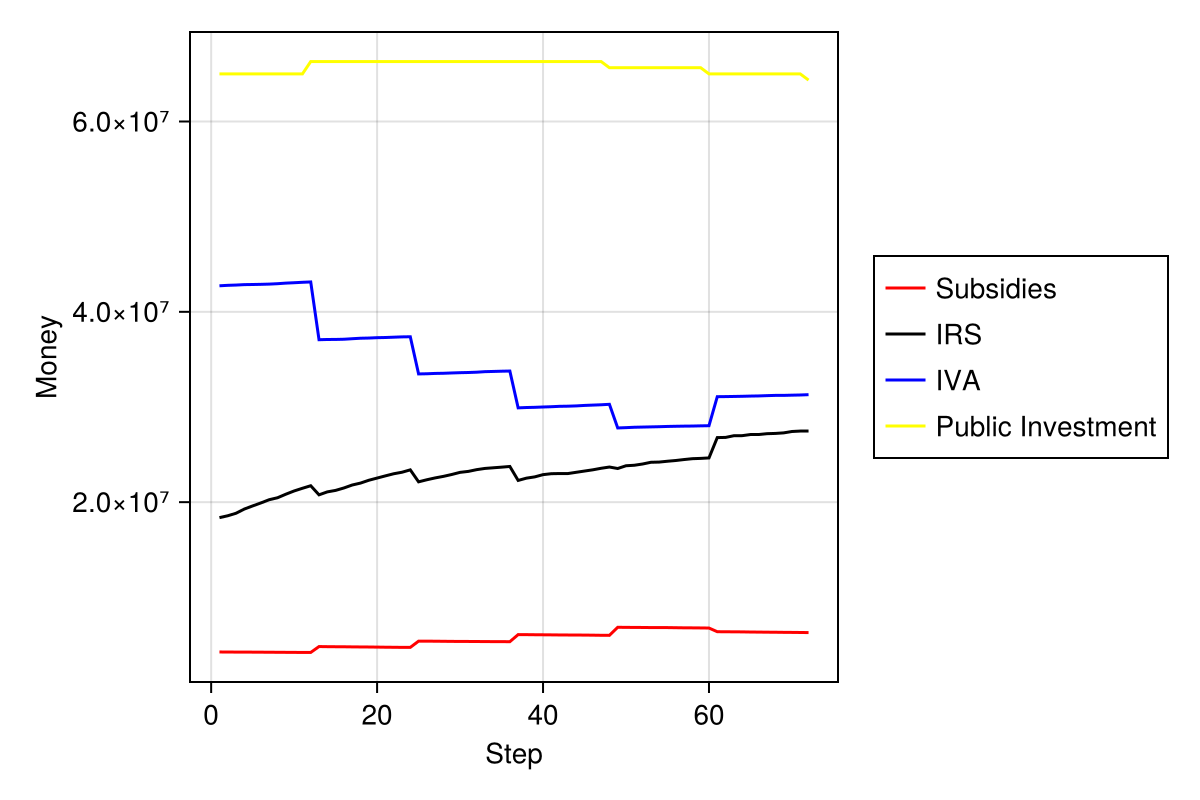 6.0×10⁷
4.0×10⁷
2.0×10⁷
Money
0 20 40 60
Step
Subsidies
IRS
IVA
Public Investment